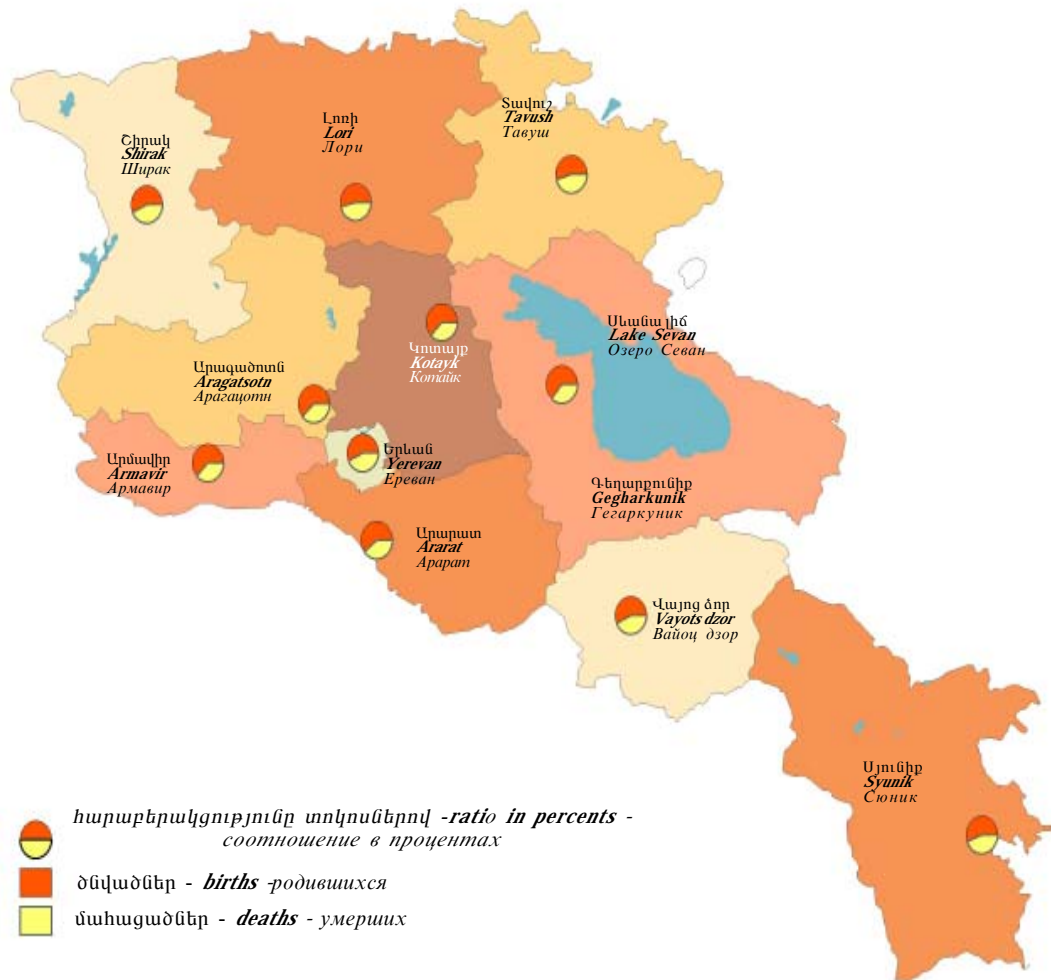 Տավուշ
Tavush
Тавуш
Լոռի
Lori
Лори
Շիրակ
Shirak
Ширак
Սևանա լիճ
Lake Sevan
Озеро Севан
Կոտայք
Kotayk
Котайк
Արագածոտն
Aragatsotn
Арагацотн
Երևան
Yerevan
Ереван
Արմավիր
Armavir
Армавир
Գեղարքունիք
Gegharkunik
Гегаркуник
Արարատ
Ararat
Арарат
Վայոց ձոր
Vayots dzor
Вайоц дзор
Սյունիք
Syunik
Сюник
հարաբերակցությունը տոկոսներով -ratio in percents -
соотношение в процентах
ծնվածներ - births -родившихся
մահացածներ - deaths - умерших